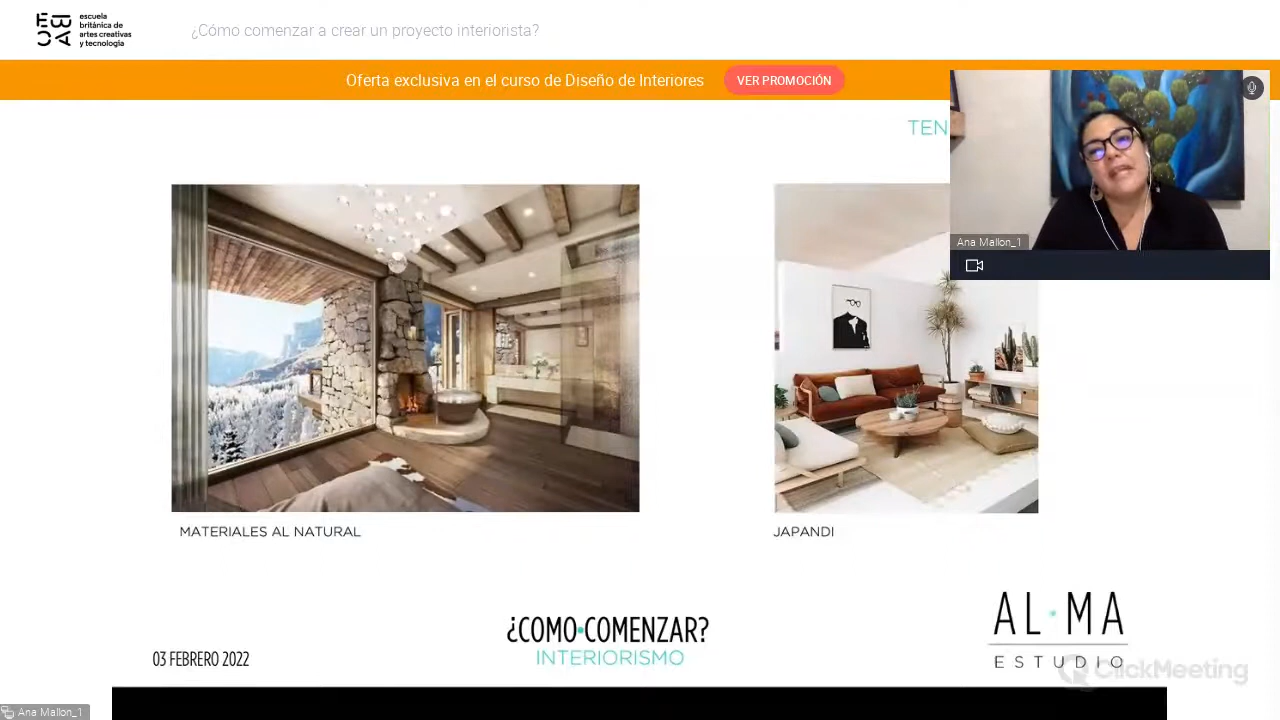 escuela
británica de
artes creativas
y tecnología
¿Cómo comenzar a crear un proyecto interiorista?
Oferta exclusiva en el curso de Diseño de Interiores
VER PROMOCIÓN
TEN
Ana Mallon_1
MATERIALES AL NATURAL
JAPANDI
¿COMO·COMENZAR?
INTERIORISMO
03 FEBRERO 2022
AL·MA
ESTUDIO
ClickMeeting
Ana Mallon_1